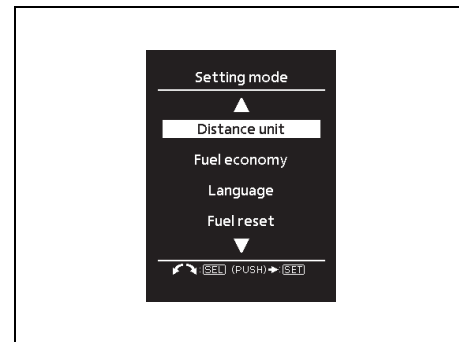 Setting mode
Distance unit
Fuel economy
Language
Fuel reset
:SEL (PUSH) SET